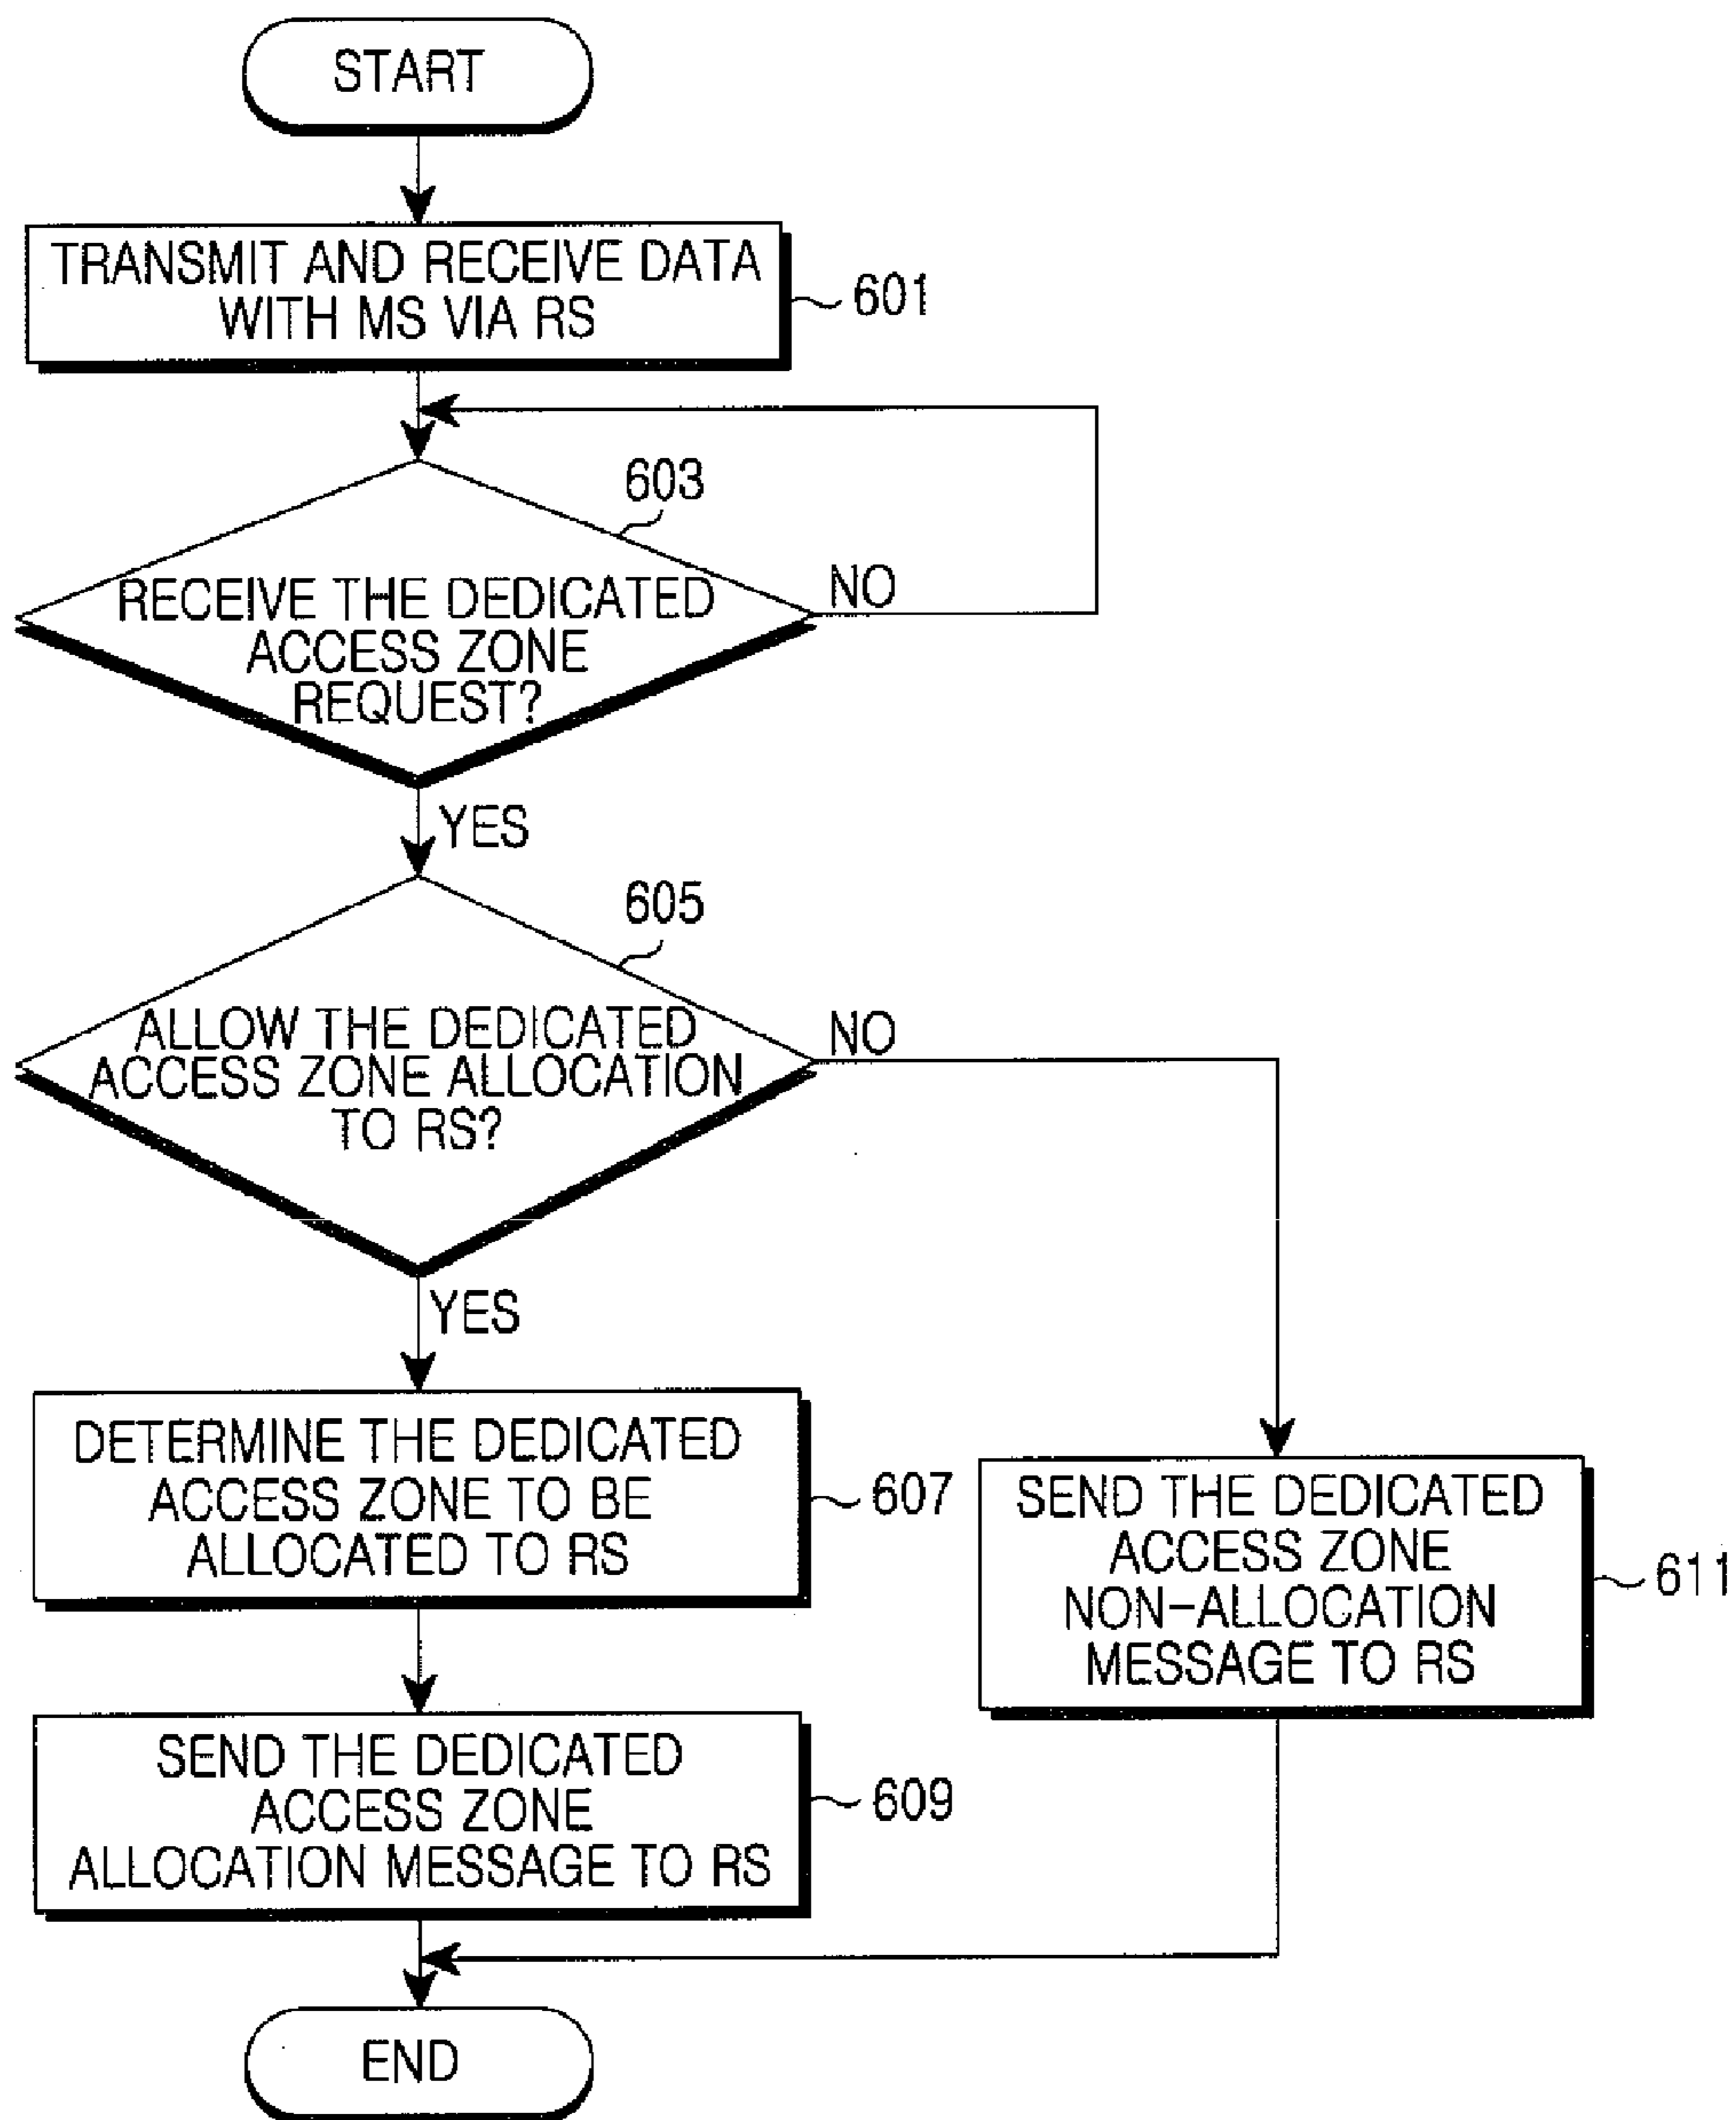 START
TRANSMIT AND RECEIVE DATA
WITH MS VIA RS
601
603
RECEIVE THE DEDICATED
ACCESS ZONE
REQUEST?
NO
YES
605
ALLOW THE DEDICATED
ACCESS ZONE ALLOCATION
TO RS?
NO
YES
DETERMINE THE DEDICATED
ACCESS ZONE TO BE
ALLOCATED TO RS
607
SEND THE DEDICATED
ACCESS ZONE
NON-ALLOCATION
MESSAGE TO RS
611
SEND THE DEDICATED
ACCESS ZONE
ALLOCATION MESSAGE TO RS
609
END